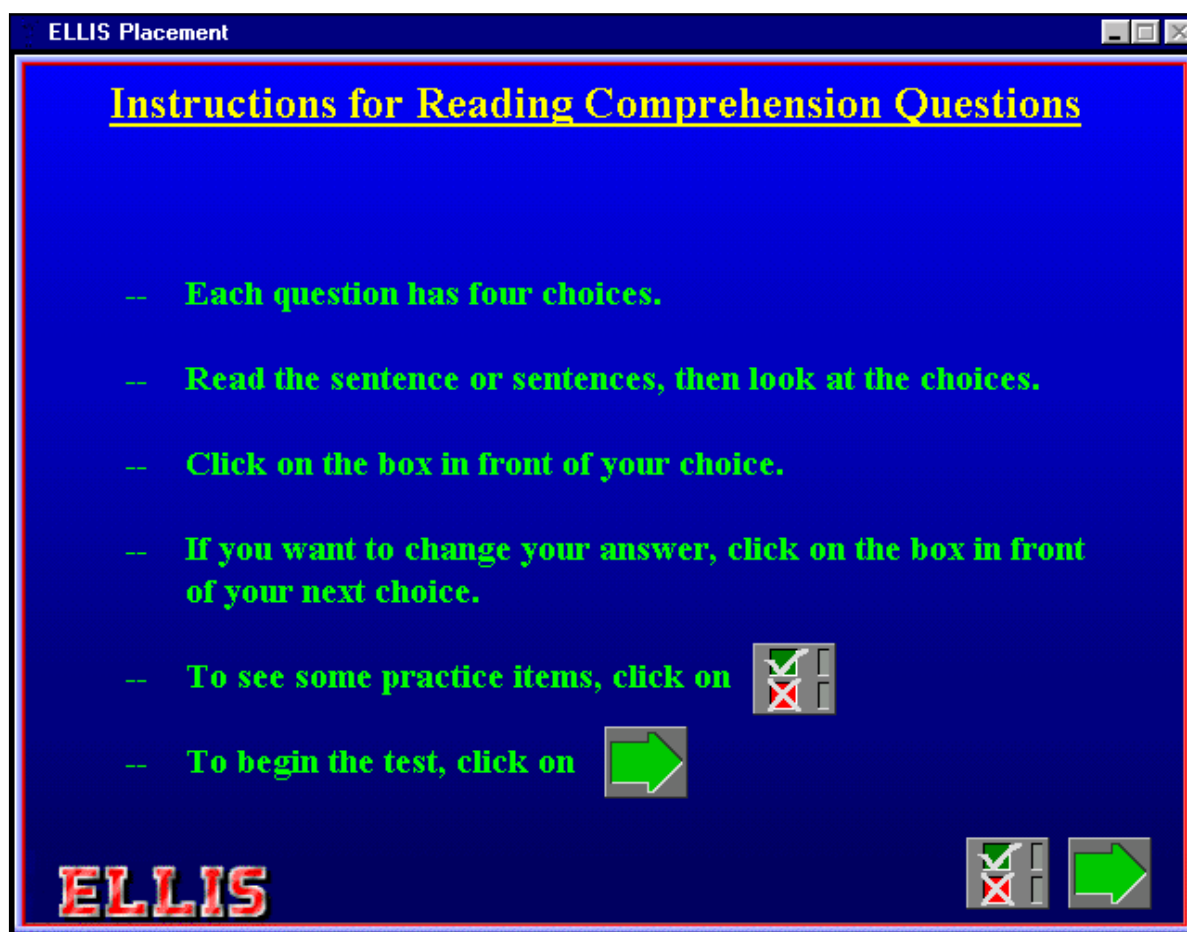 ELLIS Placement
Instructions for Reading Comprehension Questions
-- Each question has four choices.
-- Read the sentence or sentences, then look at the choices.
-- Click on the box in front of your choice.
-- If you want to change your answer, click on the box in front
of your next choice.
-- To see some practice items, click on
-- To begin the test, click on
ELLIS